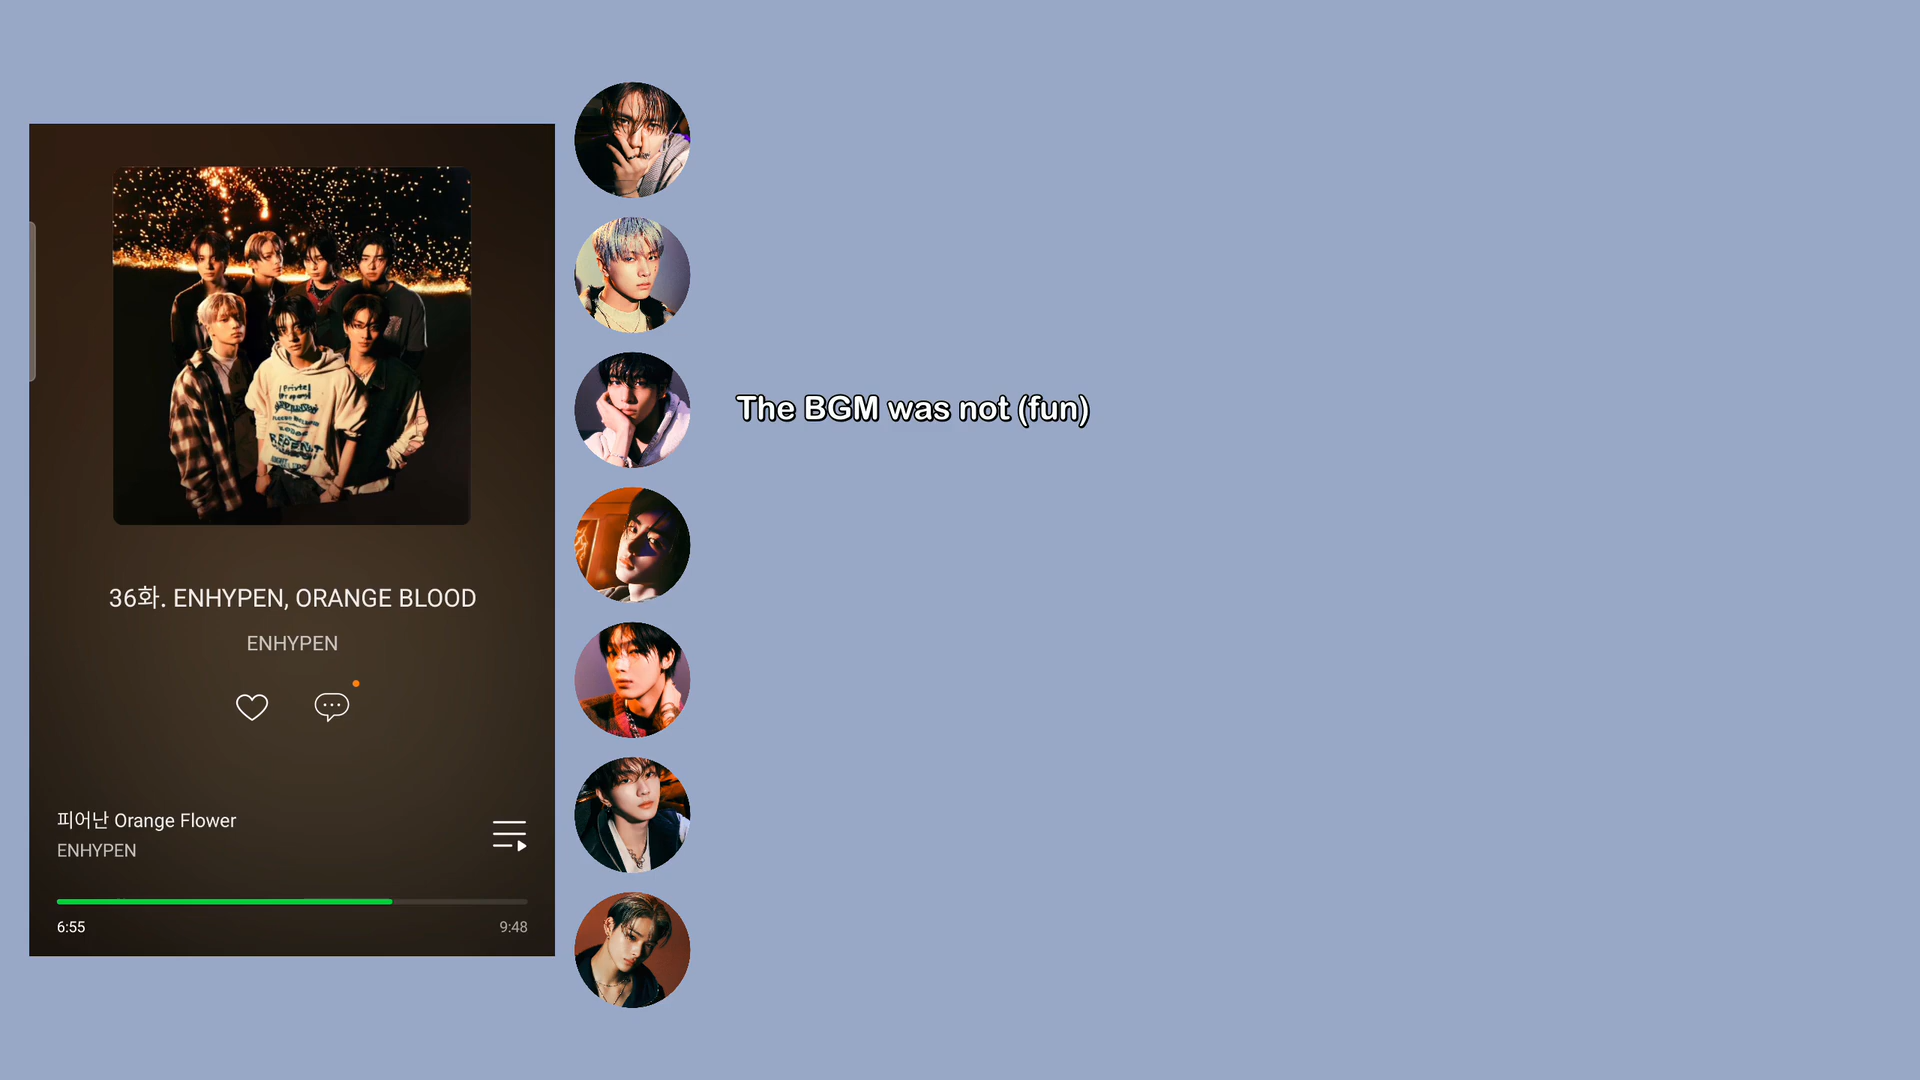 The BGM was not (fun)
36화. ENHYPEN, ORANGE BLOOD
ENHYPEN
피어난 Orange Flower
ENHYPEN
6:55
9:48